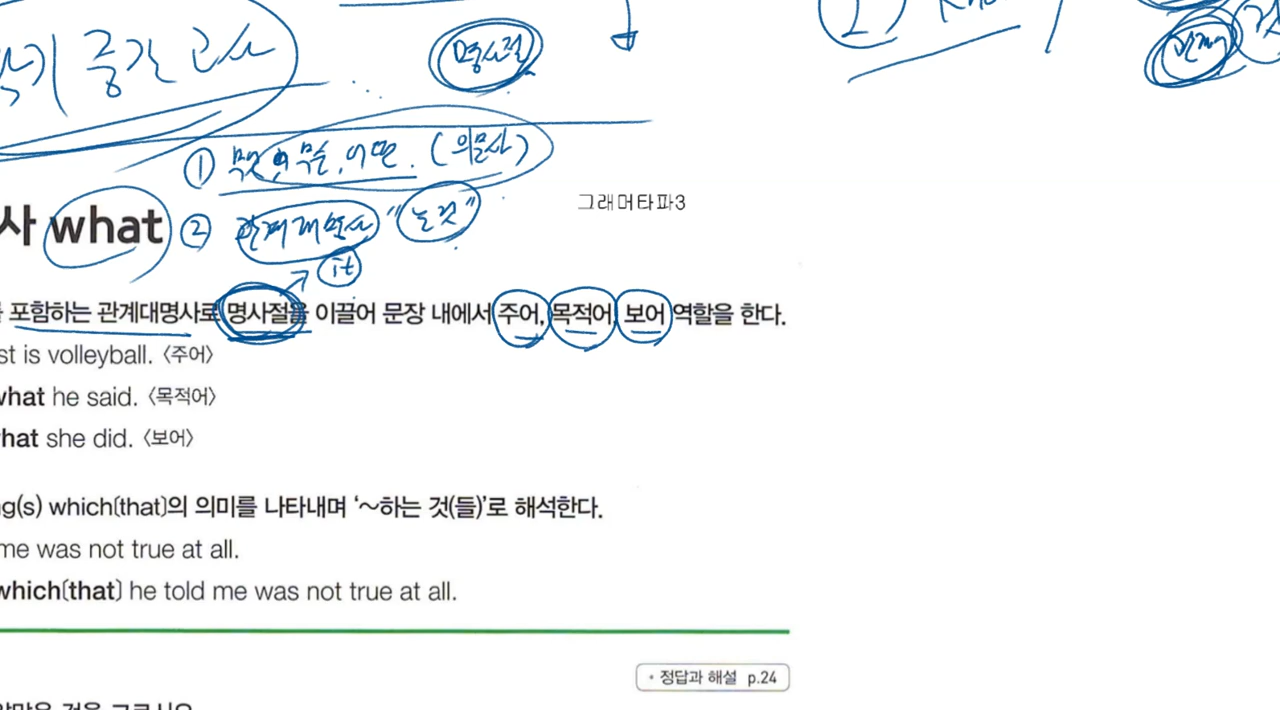 중간고사
2) Kno
명사절
① 무엇, 무슨, 어떤. (의문사)
그래머타파3
사 what ② 관계대명사 "는 것"
it
포함하는 관계대명사로 명사절을 이끌어 문장 내에서 주어, 목적어, 보어 역할을 한다.
st is volleyball. 〈주어〉
what he said. 〈목적어〉
hat she did. 〈보어〉
g(s) which(that)의 의미를 나타내며 ‘~하는 것(들)’로 해석한다.
me was not true at all.
which(that) he told me was not true at all.
• 정답과 해설 p.24